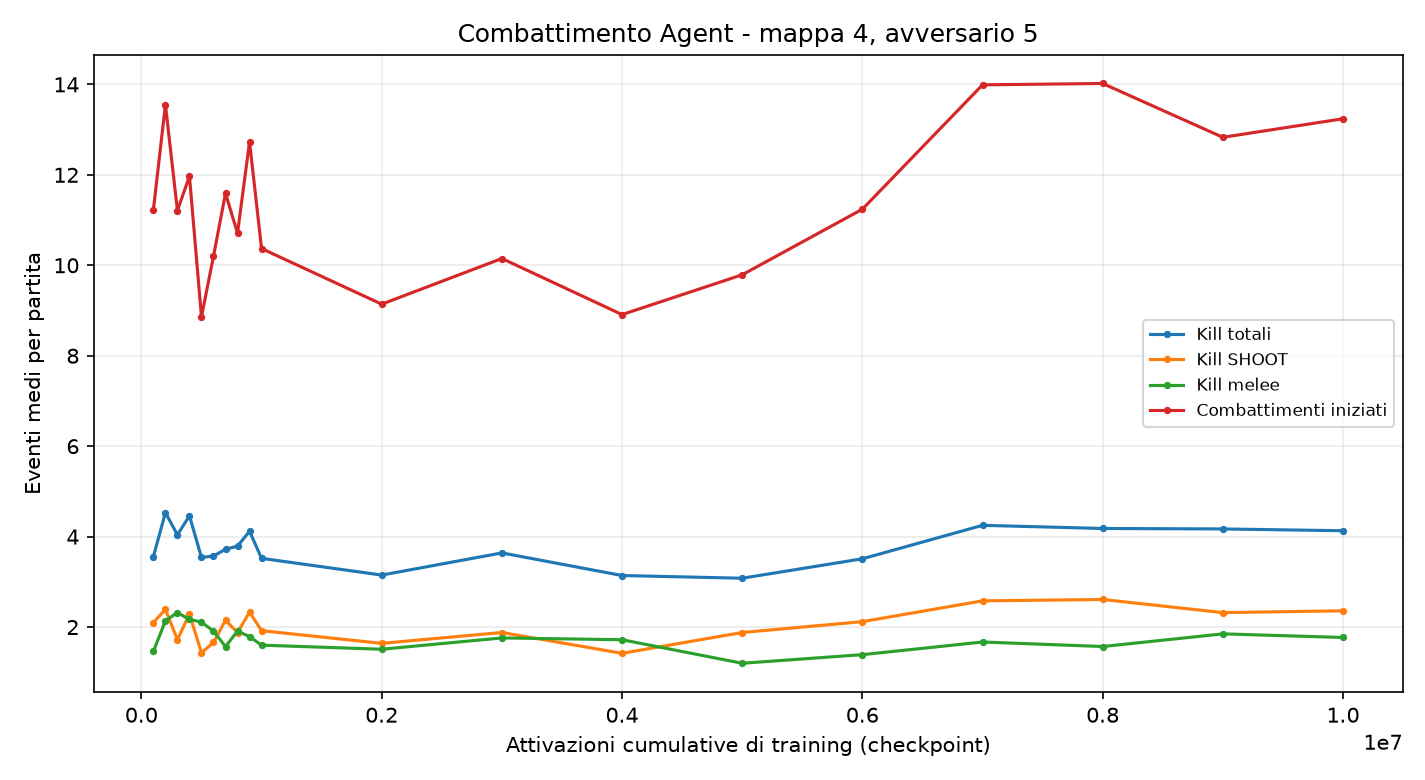 Combattimento Agent - mappa 4, avversario 5
Eventi medi per partita
14
12
10
8
6
4
2
Kill totali
Kill SHOOT
Kill melee
Combattimenti iniziati
0.0 0.2 0.4 0.6 0.8 1.0
1e7
Attivazioni cumulative di training (checkpoint)